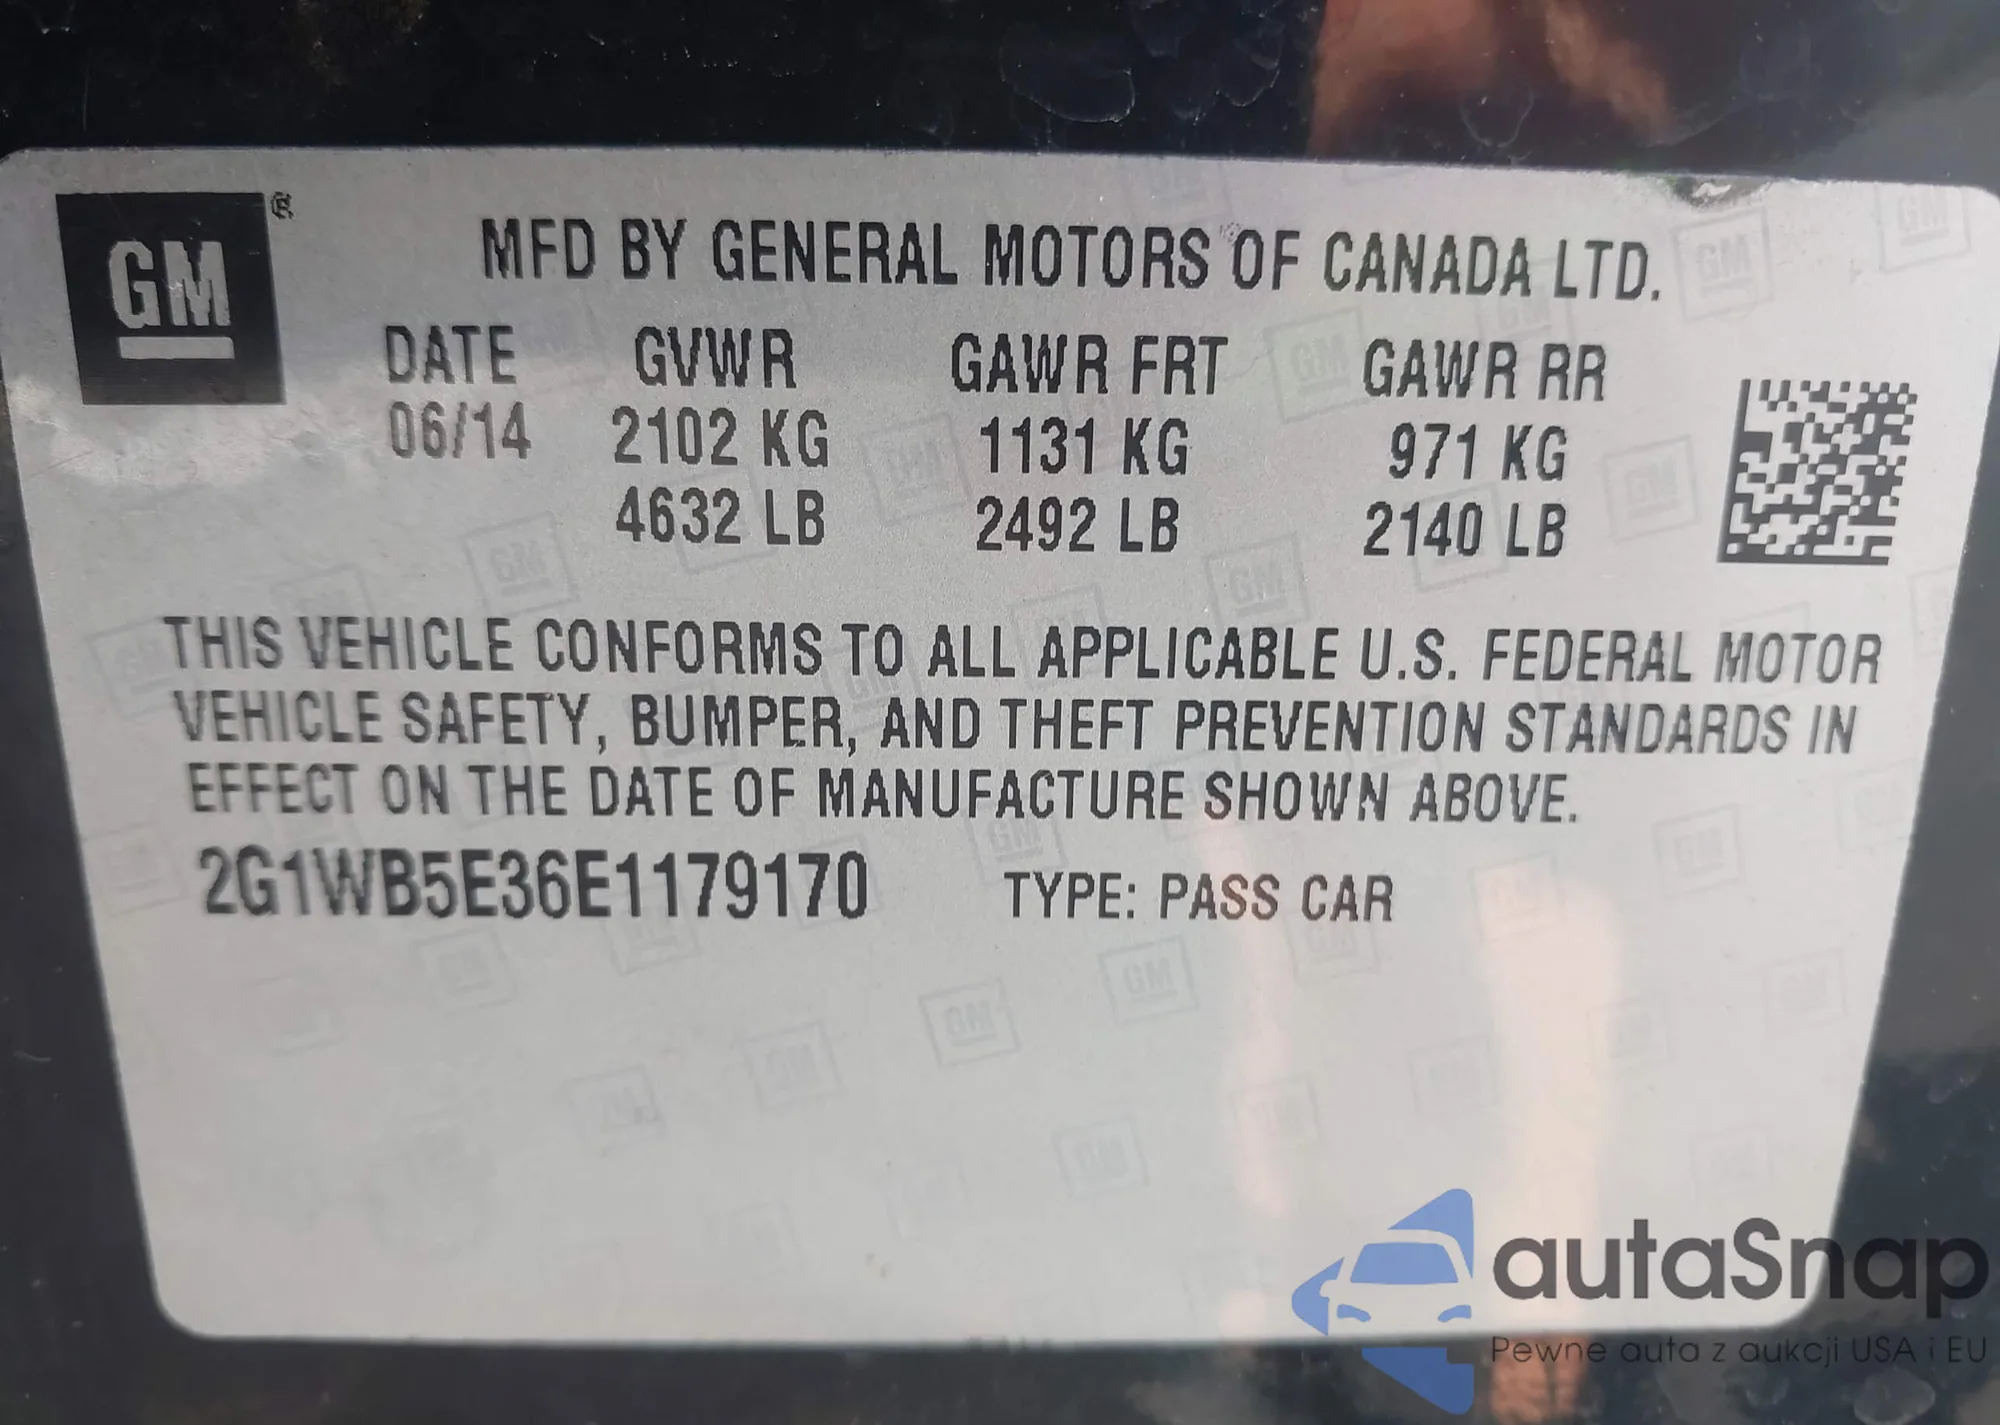 GM ®
MFD BY GENERAL MOTORS OF CANADA LTD.
DATE GVWR GAWR FRT GAWR RR
06/14 2102 KG 1131 KG 971 KG
4632 LB 2492 LB 2140 LB
THIS VEHICLE CONFORMS TO ALL APPLICABLE U.S. FEDERAL MOTOR
VEHICLE SAFETY, BUMPER, AND THEFT PREVENTION STANDARDS IN
EFFECT ON THE DATE OF MANUFACTURE SHOWN ABOVE.
2G1WB5E36E1179170 TYPE: PASS CAR
autaSnap
Pewne auta z aukcji USA i EU